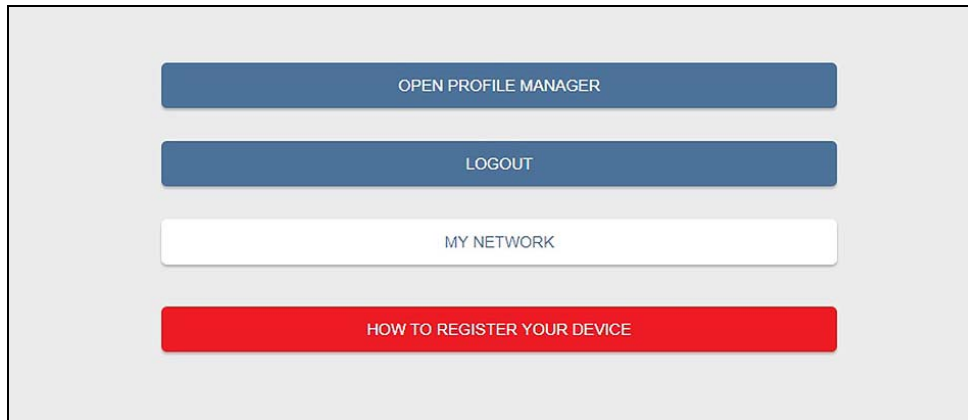 OPEN PROFILE MANAGER
LOGOUT
MY NETWORK
HOW TO REGISTER YOUR DEVICE